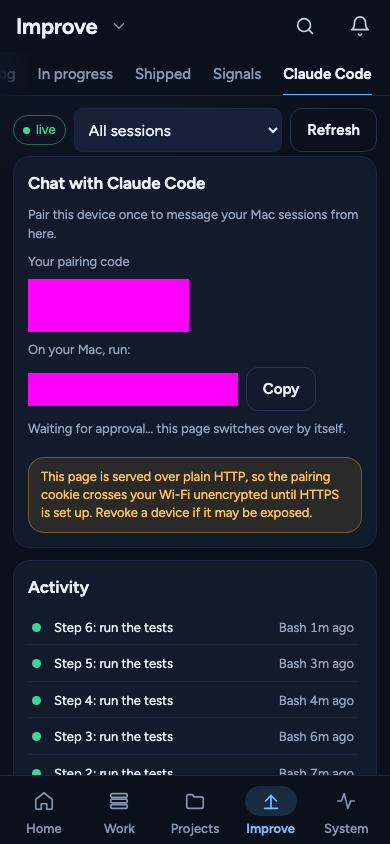 Improve
og In progress Shipped Signals Claude Code
live All sessions Refresh
Chat with Claude Code
Pair this device once to message your Mac sessions from
here.
Your pairing code
On your Mac, run:
Copy
Waiting for approval... this page switches over by itself.
This page is served over plain HTTP, so the pairing
cookie crosses your Wi-Fi unencrypted until HTTPS
is set up. Revoke a device if it may be exposed.
Activity
Step 6: run the tests Bash 1m ago
Step 5: run the tests Bash 3m ago
Step 4: run the tests Bash 4m ago
Step 3: run the tests Bash 6m ago
Step 2: run the tests Bash 7m ago
Home Work Projects Improve System